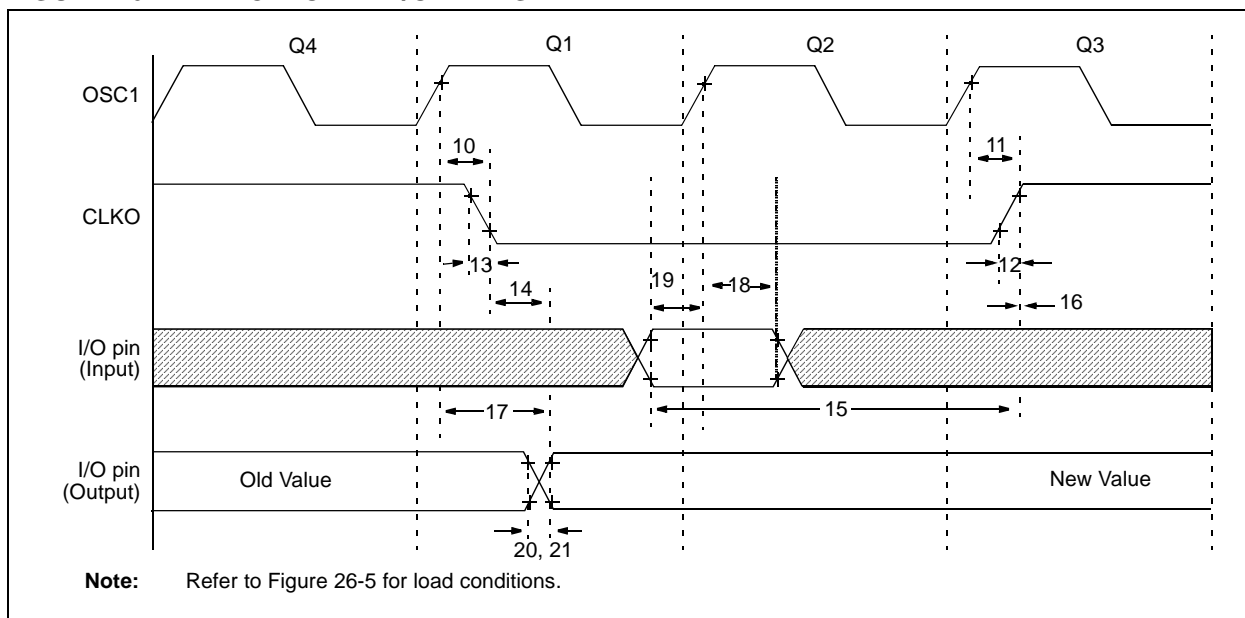 Q4 Q1 Q2 Q3
OSC1
10
11
CLKO
13
12
14
19
18
16
I/O pin
(Input)
17
15
I/O pin
(Output)
Old Value
New Value
20, 21
Note: Refer to Figure 26-5 for load conditions.